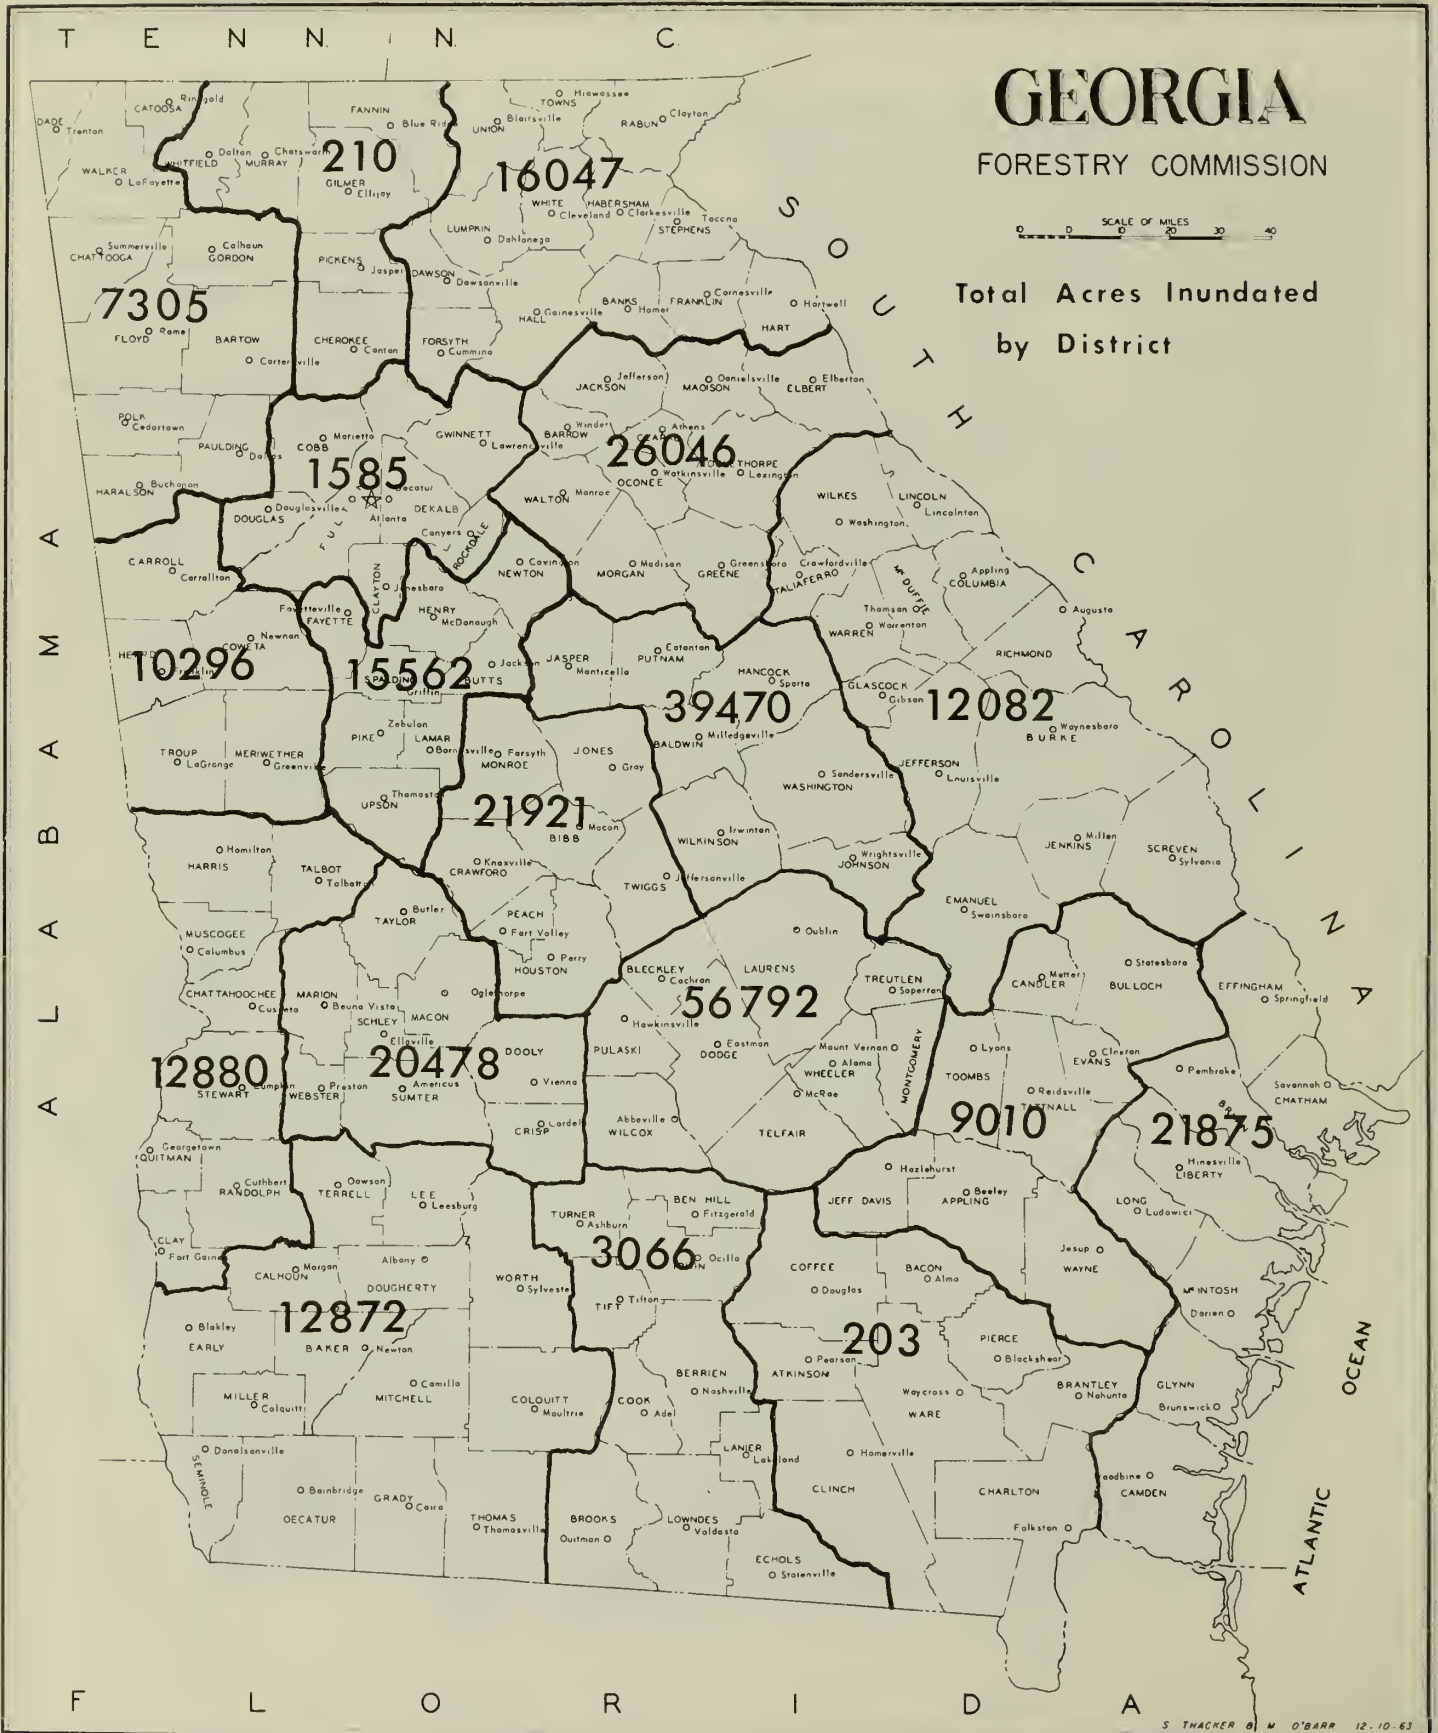 T E N N. N. C.
GEORGIA
FORESTRY COMMISSION
SCALE OF MILES
0 0 10 20 30 40
Total Acres Inundated
by District
SOUTH CAROLINA
ALABAMA
FLORIDA
ATLANTIC OCEAN
DADE
Trenton
CATOOSA
Ringgold
WALKER
LaFayette
WHITFIELD
Dalton
MURRAY
Chatsworth
FANNIN
Blue Ridge
GILMER
Ellijay
210
UNION
Blairsville
TOWNS
Hiawassee
RABUN
Clayton
16047
WHITE
Cleveland
HABERSHAM
Clarkesville
STEPHENS
Toccoa
LUMPKIN
Dahlonega
CHATTOOGA
Summerville
GORDON
Calhoun
PICKENS
Jasper
DAWSON
Dawsonville
7305
FLOYD
Rome
BARTOW
Cartersville
CHEROKEE
Canton
FORSYTH
Cumming
HALL
Gainesville
BANKS
Homer
FRANKLIN
Carnesville
HART
Hartwell
JACKSON
Jefferson
MADISON
Danielsville
ELBERT
Elberton
POLK
Cedartown
PAULDING
Dallas
COBB
Marietta
GWINNETT
Lawrenceville
BARROW
Winder
CLARKE
Athens
26046
OCONEE
Watkinsville
OGLETHORPE
Lexington
1585
Decatur
HARALSON
Buchanan
DOUGLAS
Douglasville
FUL
Atlanta
DEKALB
Conyers
ROCKDALE
WALTON
Monroe
WILKES
Washington
LINCOLN
Lincolnton
CARROLL
Carrollton
CLAYTON
Jonesboro
NEWTON
Covington
MORGAN
Madison
GREENE
Greensboro
TALIAFERRO
Crawfordville
McDUFFIE
Thomson
COLUMBIA
Appling
WARREN
Warrenton
RICHMOND
Augusta
FAYETTE
Fayetteville
HENRY
McDonough
HEARD
Franklin
COWETA
Newnan
10296
15562
SPALDING
Griffin
BUTTS
Jackson
JASPER
Monticello
PUTNAM
Eatonton
HANCOCK
Sparta
39470
GLASCOCK
Gibson
12082
BURKE
Waynesboro
TROUP
LaGrange
MERIWETHER
Greenville
PIKE
Zebulon
LAMAR
Barnesville
MONROE
Forsyth
JONES
Gray
BALDWIN
Milledgeville
WASHINGTON
Sandersville
JEFFERSON
Louisville
UPSON
Thomaston
21921
BIBB
Macon
WILKINSON
Irwinton
JOHNSON
Wrightsville
JENKINS
Millen
SCREVEN
Sylvania
HARRIS
Hamilton
TALBOT
Talbotton
CRAWFORD
Knoxville
TWIGGS
Jeffersonville
TAYLOR
Butler
PEACH
Fort Valley
EMANUEL
Swainsboro
MUSCOGEE
Columbus
HOUSTON
Perry
BLECKLEY
Cochran
LAURENS
Dublin
TREUTLEN
Soperton
CANDLER
Metter
BULLOCH
Statesboro
EFFINGHAM
Springfield
CHATTAHOOCHEE
Cusseta
MARION
Buena Vista
SCHLEY
Ellaville
MACON
Oglethorpe
56792
PULASKI
Hawkinsville
DODGE
Eastman
WHEELER
Alamo
MONTGOMERY
Mount Vernon
TOOMBS
Lyons
EVANS
Claxton
12880
STEWART
Lumpkin
WEBSTER
Preston
20478
SUMTER
Americus
DOOLY
Vienna
TATTNALL
Reidsville
9010
Pembroke
CHATHAM
Savannah
21875
LIBERTY
Hinesville
CRISP
Cordele
WILCOX
Abbeville
TELFAIR
McRae
QUITMAN
Georgetown
RANDOLPH
Cuthbert
TERRELL
Dawson
LEE
Leesburg
TURNER
Ashburn
BEN HILL
Fitzgerald
JEFF DAVIS
Hazlehurst
APPLING
Baxley
LONG
Ludowici
WAYNE
Jesup
CLAY
Fort Gaines
CALHOUN
Morgan
DOUGHERTY
Albany
WORTH
Sylvester
3066
IRWIN
Ocilla
TIFT
Tifton
COFFEE
Douglas
BACON
Alma
McINTOSH
Darien
12872
EARLY
Blakley
BAKER
Newton
203
PIERCE
Blackshear
MILLER
Colquitt
MITCHELL
Camilla
COLQUITT
Moultrie
COOK
Adel
BERRIEN
Nashville
ATKINSON
Pearson
WARE
Waycross
BRANTLEY
Nahunta
GLYNN
Brunswick
SEMINOLE
Donalsonville
DECATUR
Bainbridge
GRADY
Cairo
THOMAS
Thomasville
BROOKS
Quitman
LOWNDES
Valdosta
LANIER
Lakeland
CLINCH
Homerville
CHARLTON
Folkston
CAMDEN
Woodbine
ECHOLS
Statenville
S THACKER & M O'BARR 12-10-63